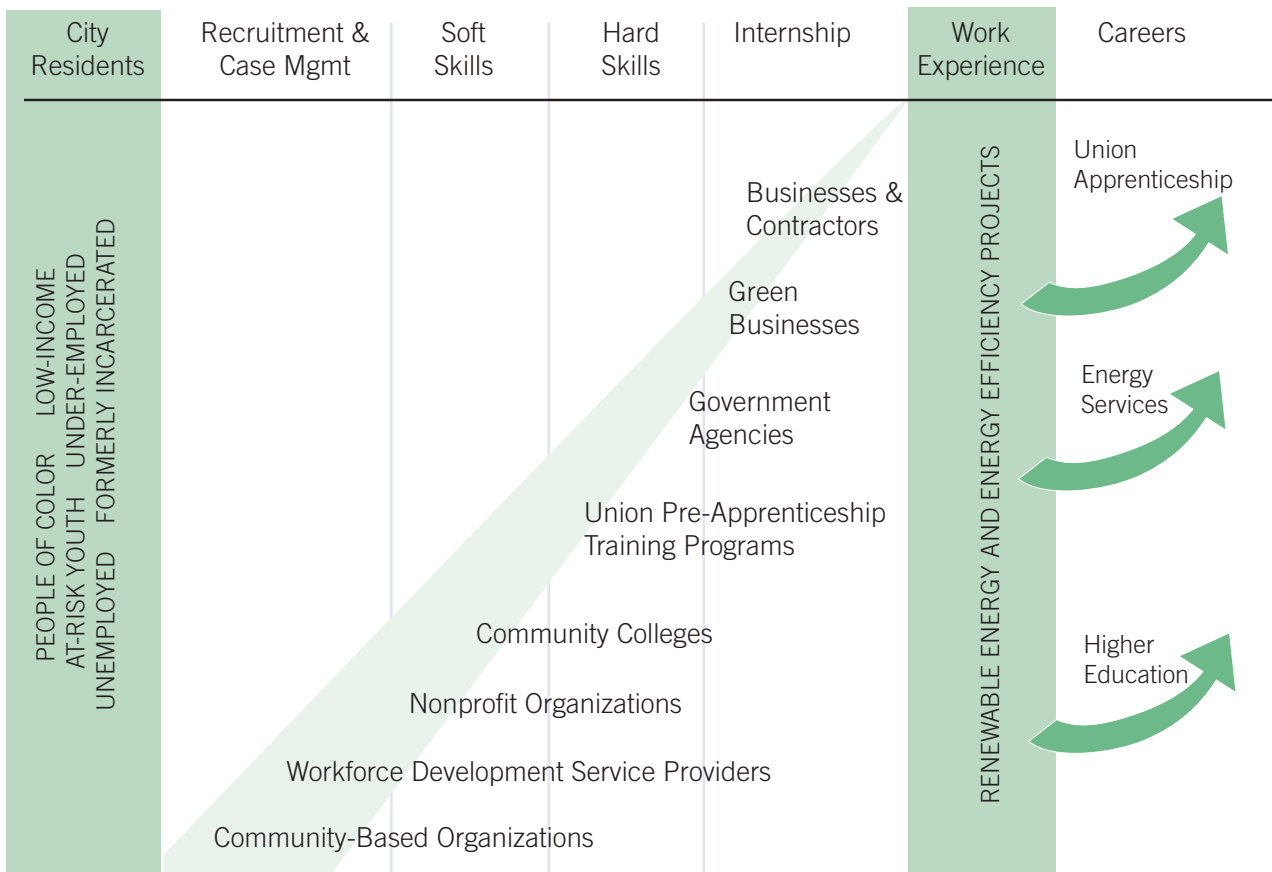 City
Residents
Recruitment &
Case Mgmt
Soft
Skills
Hard
Skills
Internship
Work
Experience
Careers
PEOPLE OF COLOR LOW-INCOME
AT-RISK YOUTH UNDER-EMPLOYED
UNEMPLOYED FORMERLY INCARCERATED
Businesses &
Contractors
Green
Businesses
Government
Agencies
Union Pre-Apprenticeship
Training Programs
Community Colleges
Nonprofit Organizations
Workforce Development Service Providers
Community-Based Organizations
RENEWABLE ENERGY AND ENERGY EFFICIENCY PROJECTS
Union
Apprenticeship
Energy
Services
Higher
Education